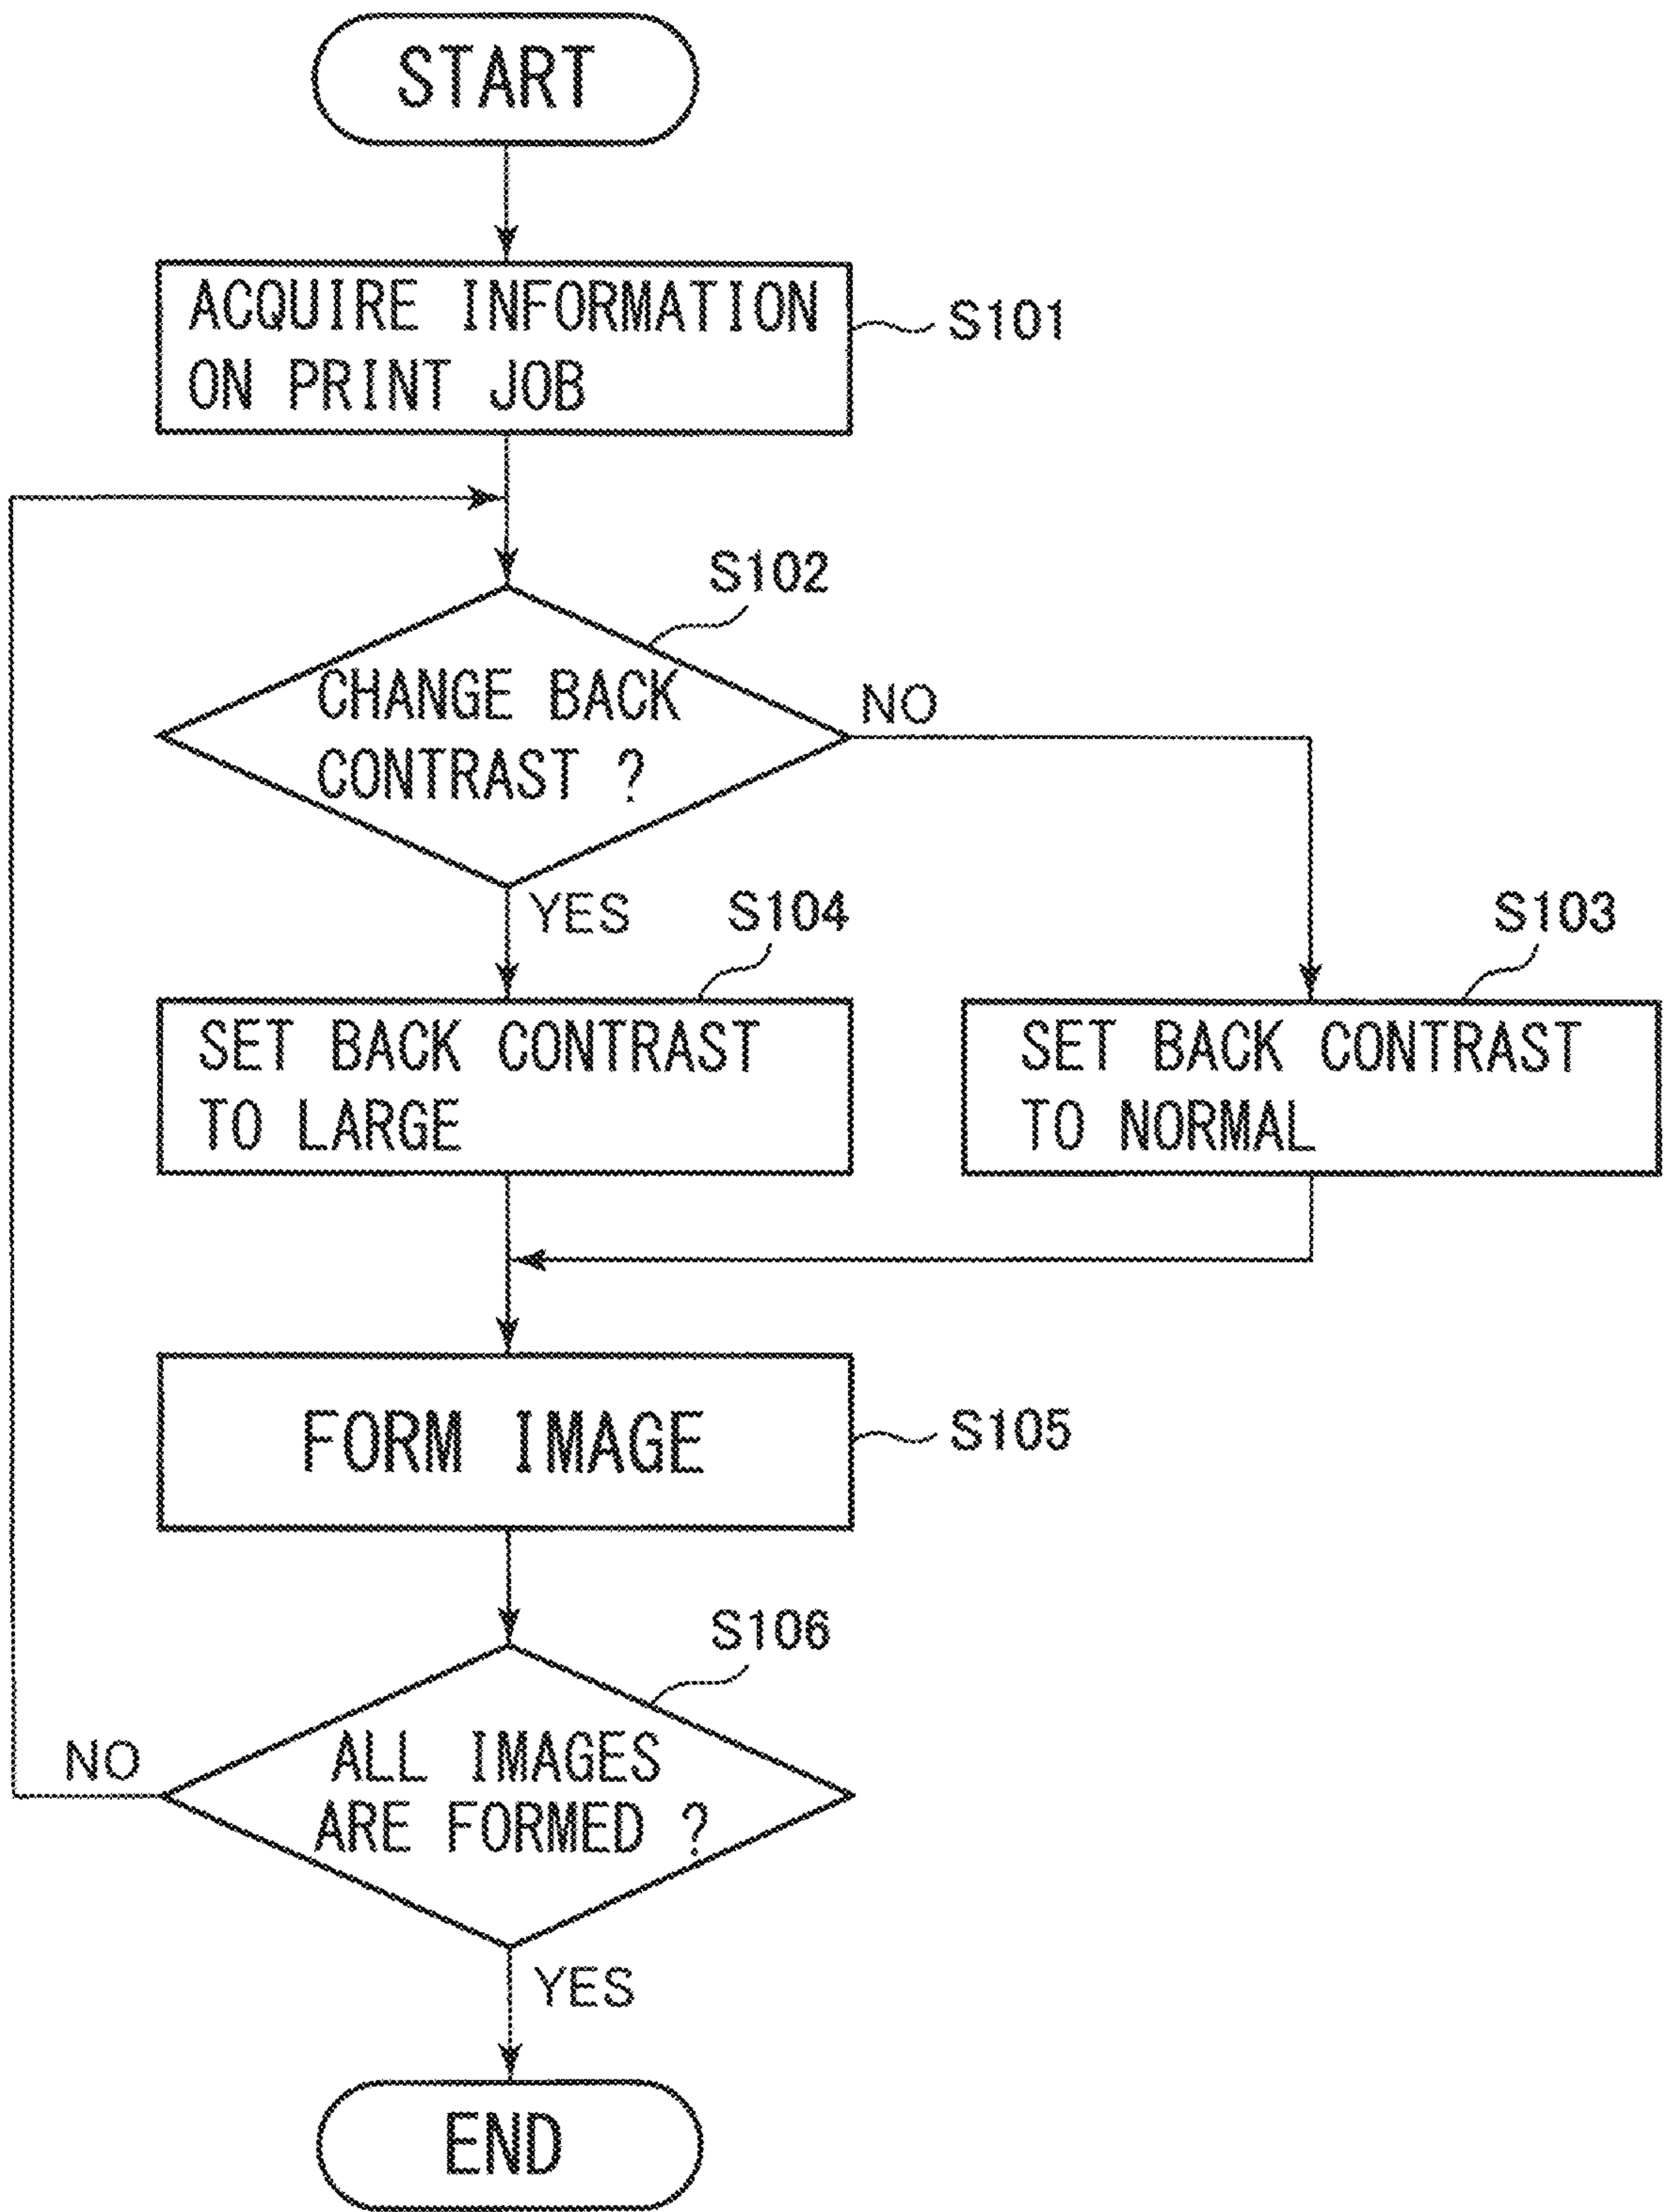 START
ACQUIRE INFORMATION
ON PRINT JOB
S101
S102
CHANGE BACK
CONTRAST ?
NO
YES
S104
S103
SET BACK CONTRAST
TO LARGE
SET BACK CONTRAST
TO NORMAL
FORM IMAGE
S105
S106
ALL IMAGES
ARE FORMED ?
NO
YES
END